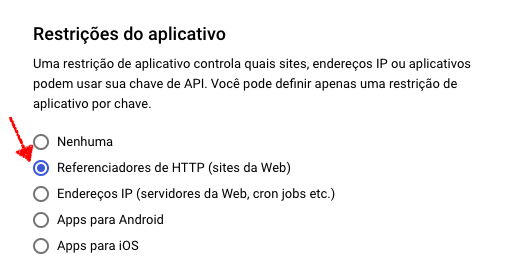 Restrições do aplicativo
Uma restrição de aplicativo controla quais sites, endereços IP ou aplicativos
podem usar sua chave de API. Você pode definir apenas uma restrição de
aplicativo por chave.
Nenhuma
Referenciadores de HTTP (sites da Web)
Endereços IP (servidores da Web, cron jobs etc.)
Apps para Android
Apps para iOS